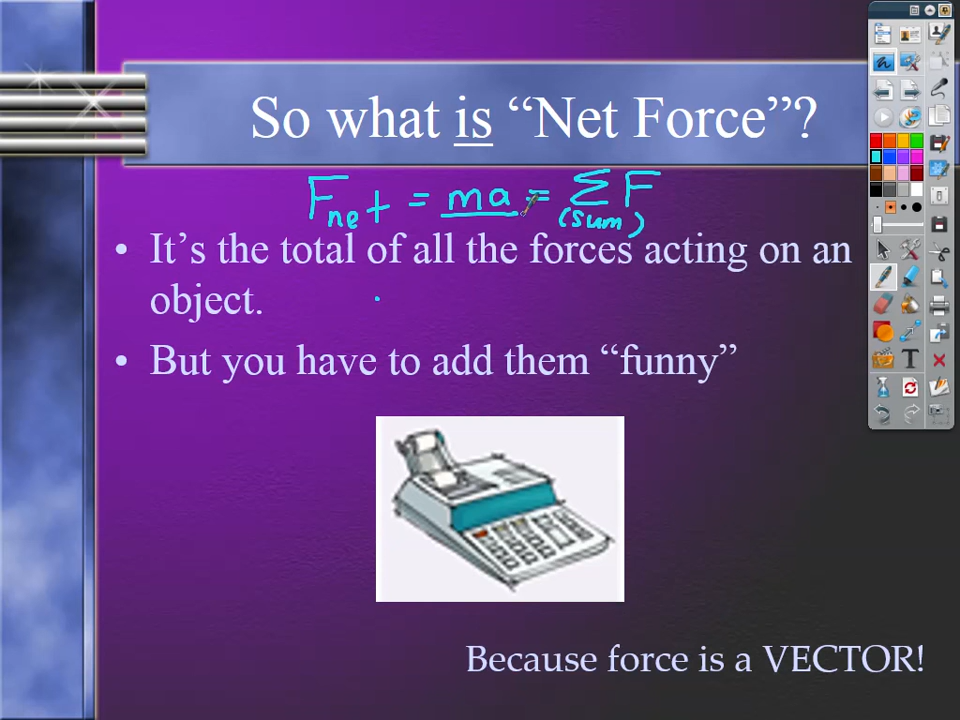 So what is “Net Force”?
Fnet = ma = ΣF
(sum)
• It’s the total of all the forces acting on an
object.
• But you have to add them “funny”
Because force is a VECTOR!